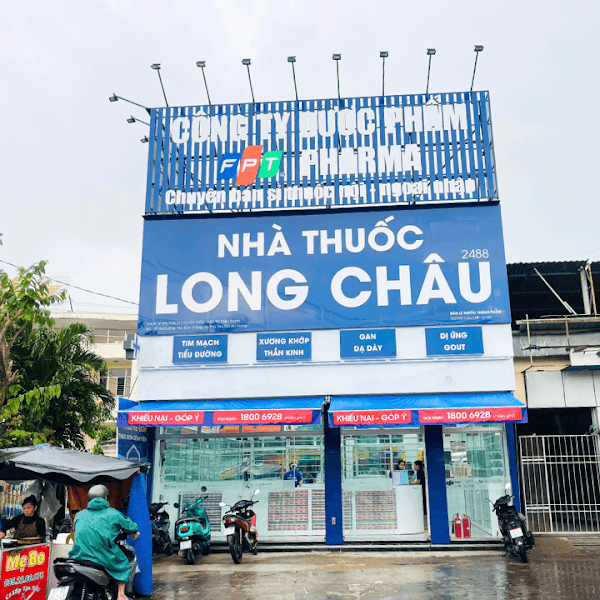 CÔNG TY DƯỢC PHẨM
FPT PHARMA
Chuyên bán sỉ thuốc nội - ngoại nhập
NHÀ THUỐC
2488
LONG CHÂU
TIM MẠCH
TIỂU ĐƯỜNG
XƯƠNG KHỚP
THẦN KINH
GAN
DẠ DÀY
DỊ ỨNG
GOUT
KHIẾU NẠI - GÓP Ý
1800 6928
KHIẾU NẠI - GÓP Ý
1800 6928
Mẹ Bo